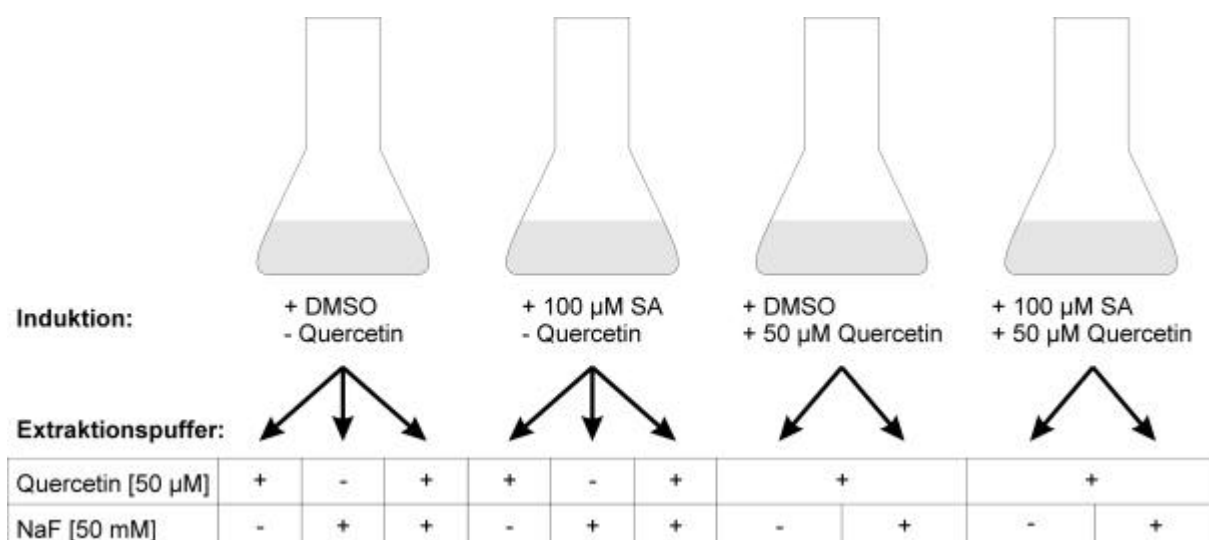 Induktion:
+ DMSO
- Quercetin
+ 100 µM SA
- Quercetin
+ DMSO
+ 50 µM Quercetin
+ 100 µM SA
+ 50 µM Quercetin
Extraktionspuffer:
Quercetin [50 µM] + - + + - + + +
NaF [50 mM] - + + - + + - + - +